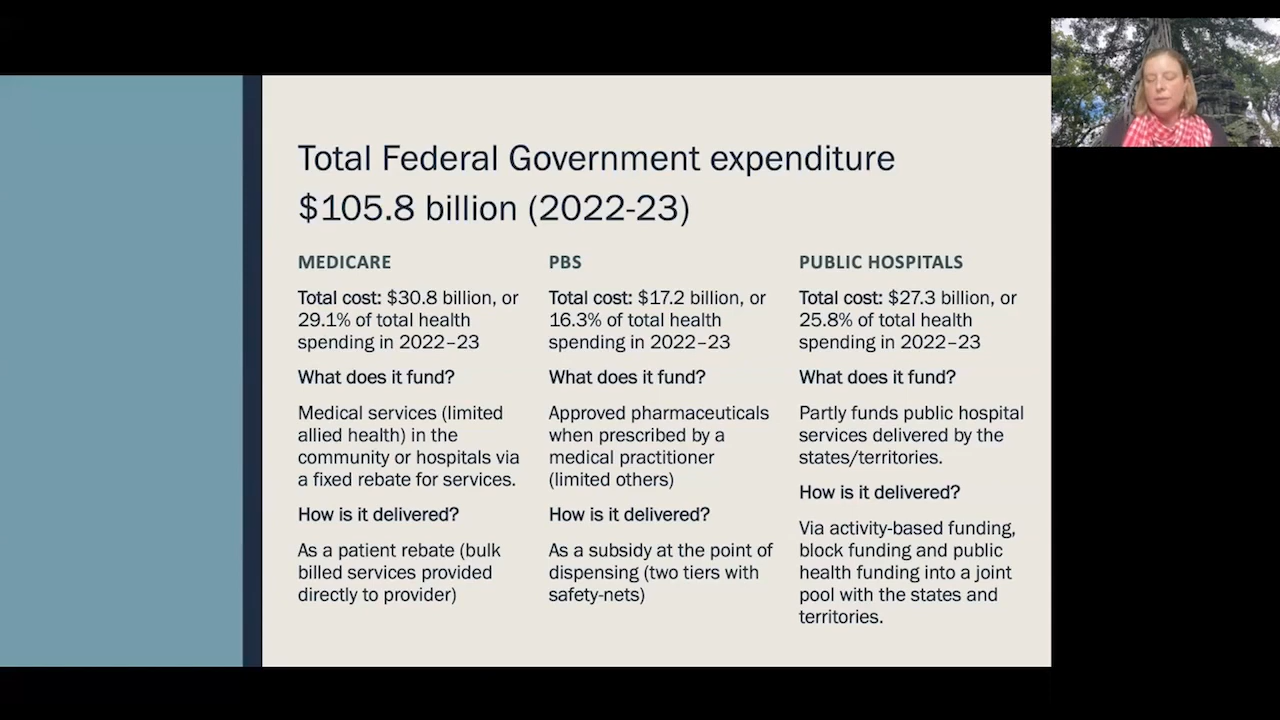 Total Federal Government expenditure
$105.8 billion (2022-23)
MEDICARE
Total cost: $30.8 billion, or
29.1% of total health
spending in 2022–23
What does it fund?
Medical services (limited
allied health) in the
community or hospitals via
a fixed rebate for services.
How is it delivered?
As a patient rebate (bulk
billed services provided
directly to provider)
PBS
Total cost: $17.2 billion, or
16.3% of total health
spending in 2022–23
What does it fund?
Approved pharmaceuticals
when prescribed by a
medical practitioner
(limited others)
How is it delivered?
As a subsidy at the point of
dispensing (two tiers with
safety-nets)
PUBLIC HOSPITALS
Total cost: $27.3 billion, or
25.8% of total health
spending in 2022–23
What does it fund?
Partly funds public hospital
services delivered by the
states/territories.
How is it delivered?
Via activity-based funding,
block funding and public
health funding into a joint
pool with the states and
territories.